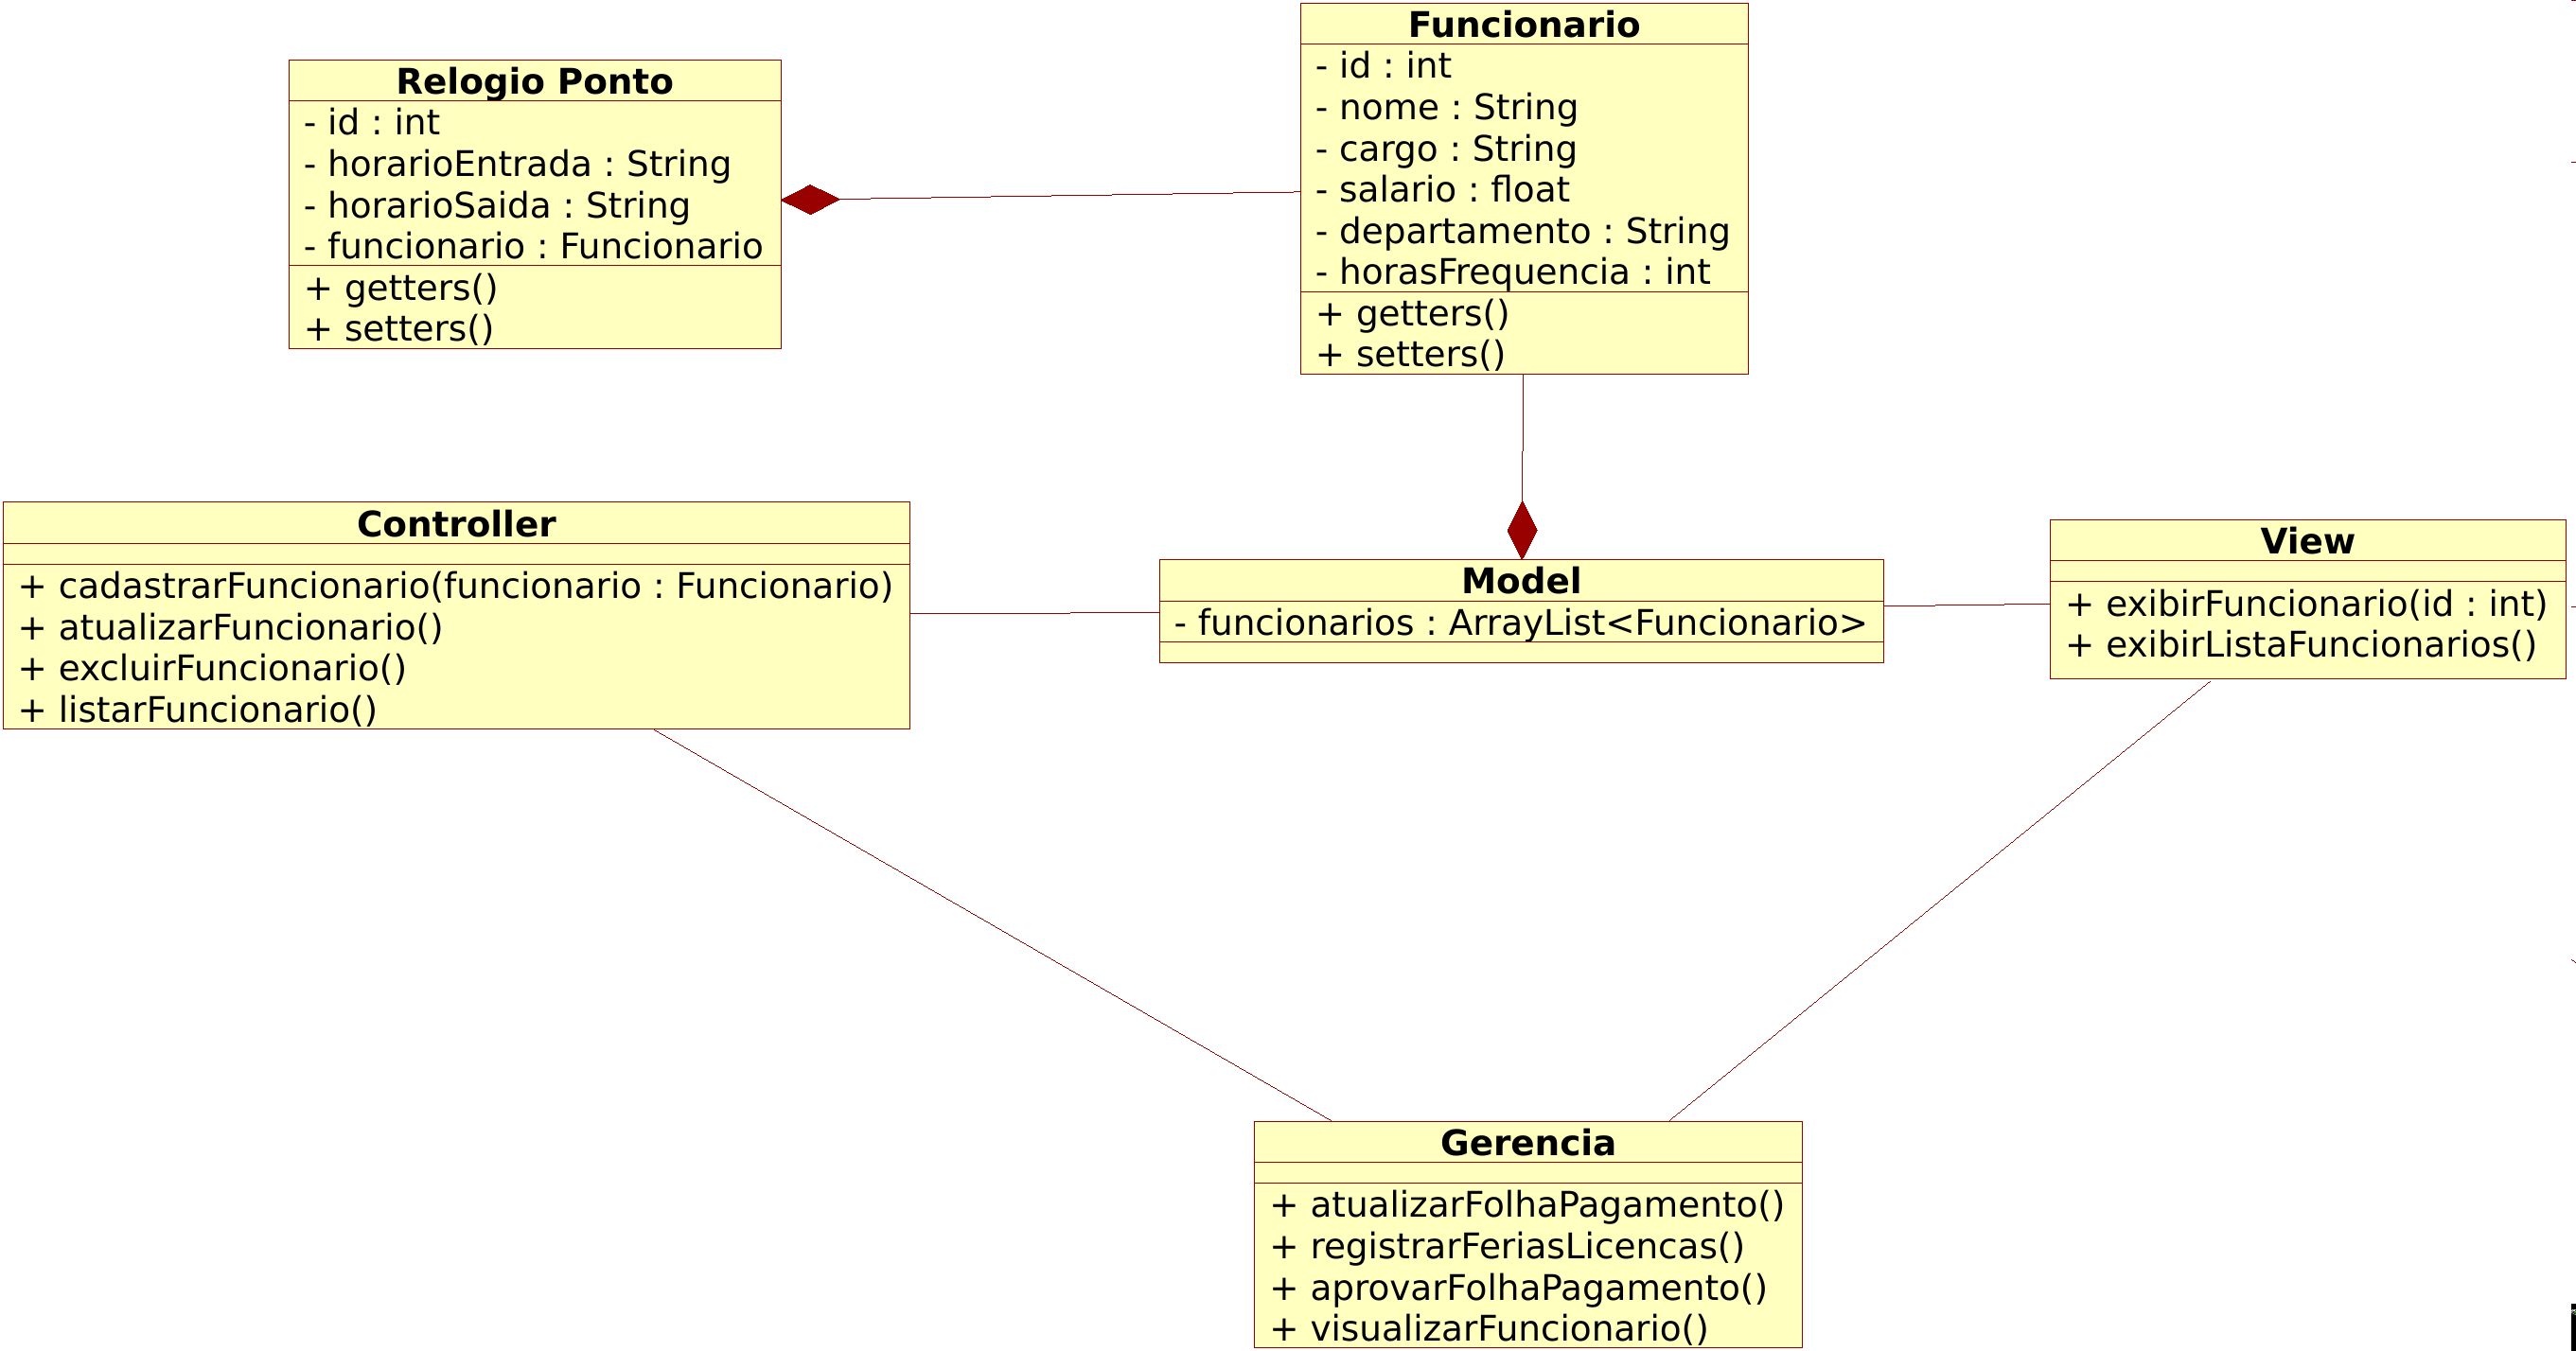 Relogio Ponto
- id : int
- horarioEntrada : String
- horarioSaida : String
- funcionario : Funcionario
+ getters()
+ setters()
Funcionario
- id : int
- nome : String
- cargo : String
- salario : float
- departamento : String
- horasFrequencia : int
+ getters()
+ setters()
Controller
+ cadastrarFuncionario(funcionario : Funcionario)
+ atualizarFuncionario()
+ excluirFuncionario()
+ listarFuncionario()
Model
- funcionarios : ArrayList<Funcionario>
View
+ exibirFuncionario(id : int)
+ exibirListaFuncionarios()
Gerencia
+ atualizarFolhaPagamento()
+ registrarFeriasLicencas()
+ aprovarFolhaPagamento()
+ visualizarFuncionario()